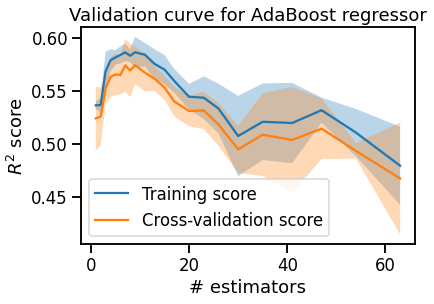 Validation curve for AdaBoost regressor
R² score
0.60
0.55
0.50
0.45
Training score
Cross-validation score
0 20 40 60
# estimators